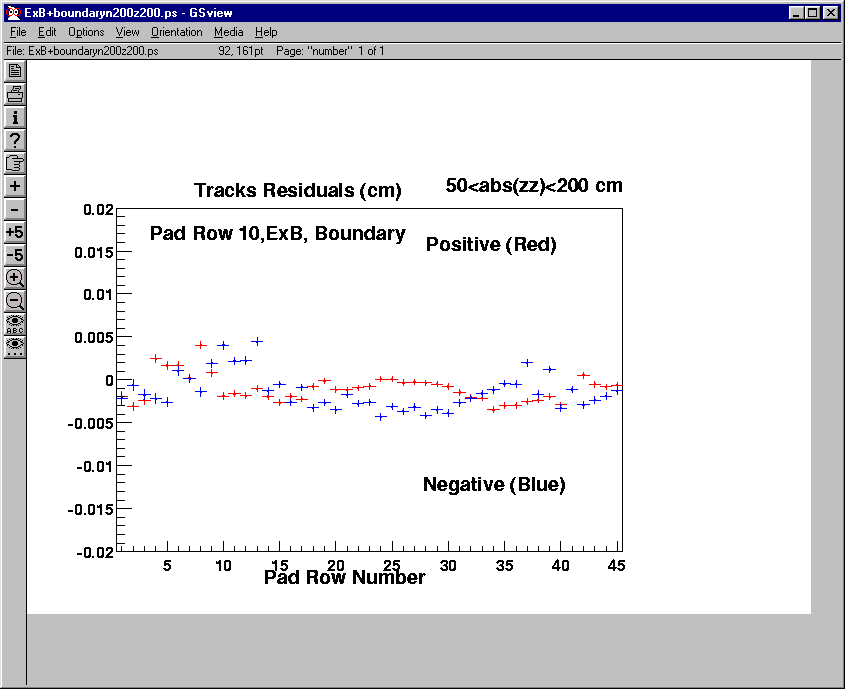 ExB+boundaryn200z200.ps - GSview
File Edit Options View Orientation Media Help
File: ExB+boundaryn200z200.ps 92, 161pt Page: "number" 1 of 1
i
?
+
-
+5
-5
ABC
Tracks Residuals (cm)
50<abs(zz)<200 cm
Pad Row 10,ExB, Boundary
Positive (Red)
Negative (Blue)
0.02
0.015
0.01
0.005
0
-0.005
-0.01
-0.015
-0.02
5 10 15 20 25 30 35 40 45
Pad Row Number